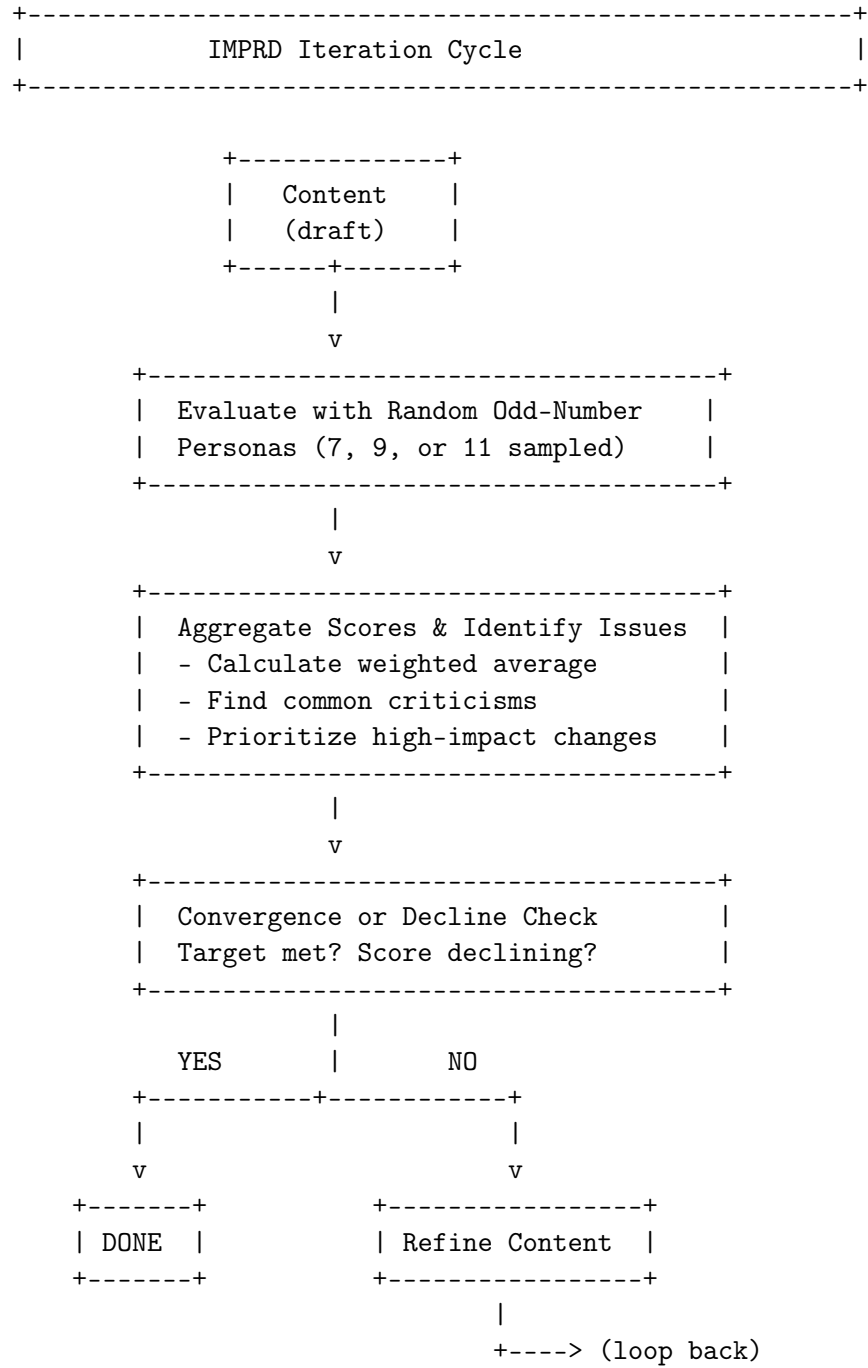 IMPRD Iteration Cycle
Content
(draft)
Evaluate with Random Odd-Number
Personas (7, 9, or 11 sampled)
Aggregate Scores & Identify Issues
- Calculate weighted average
- Find common criticisms
- Prioritize high-impact changes
Convergence or Decline Check
Target met? Score declining?
YES NO
DONE Refine Content
(loop back)